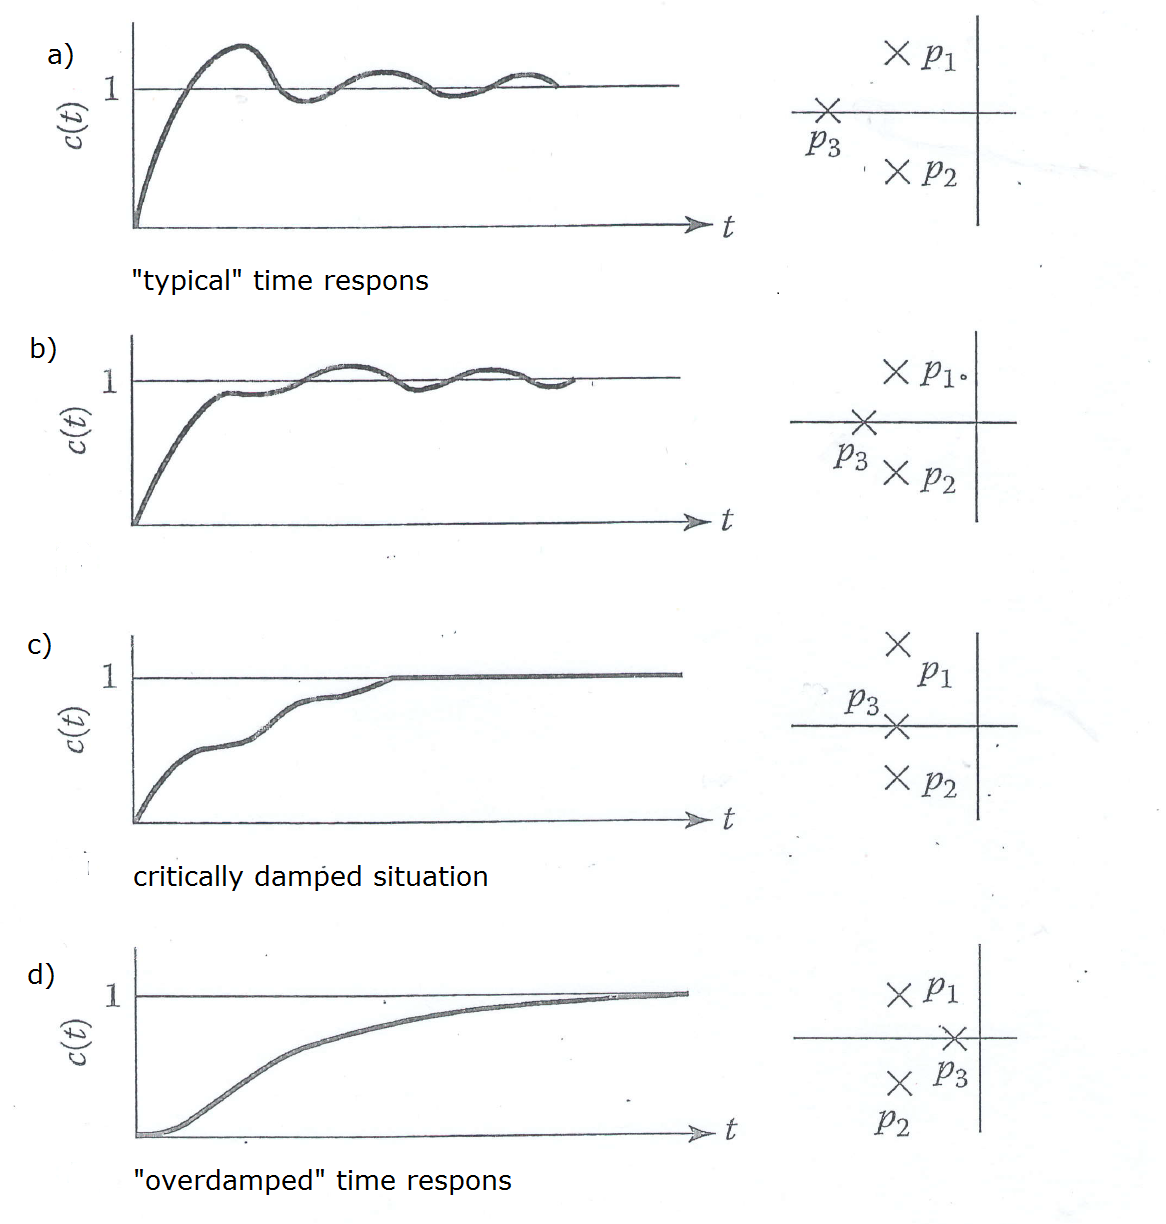 a)
1
c(t)
t
p1
p3
p2
"typical" time respons
b)
1
c(t)
t
p1
p3
p2
c)
1
c(t)
t
p1
p3
p2
critically damped situation
d)
1
c(t)
t
p1
p3
p2
"overdamped" time respons